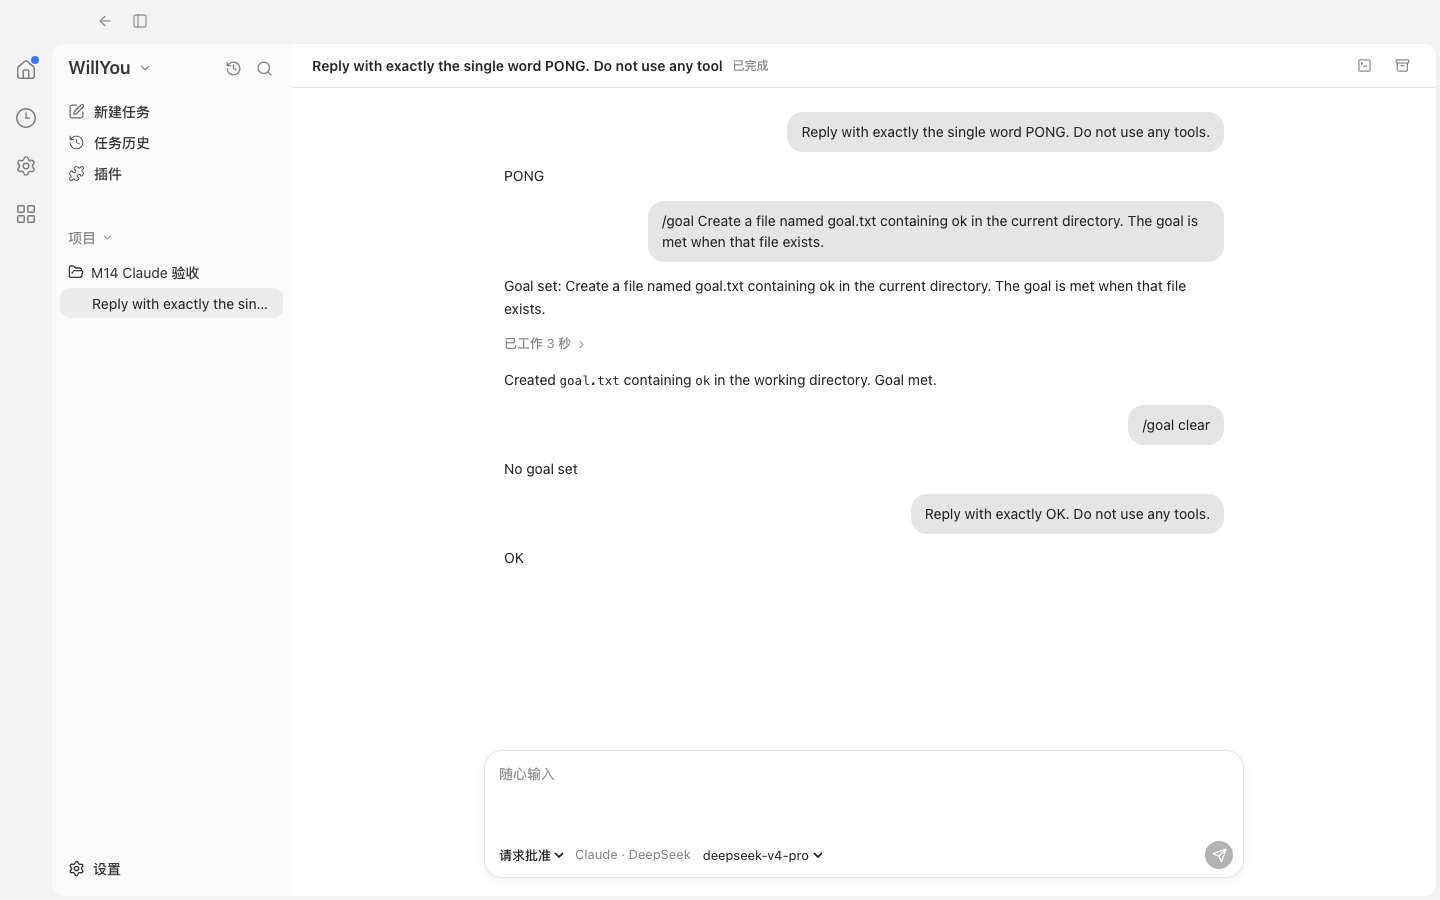 WillYou
新建任务
任务历史
插件
项目
M14 Claude 验收
Reply with exactly the sin...
设置
Reply with exactly the single word PONG. Do not use any tool 已完成
Reply with exactly the single word PONG. Do not use any tools.
PONG
/goal Create a file named goal.txt containing ok in the current directory. The goal is
met when that file exists.
Goal set: Create a file named goal.txt containing ok in the current directory. The goal is met when that file
exists.
已工作 3 秒
Created goal.txt containing ok in the working directory. Goal met.
/goal clear
No goal set
Reply with exactly OK. Do not use any tools.
OK
随心输入
请求批准 Claude · DeepSeek deepseek-v4-pro